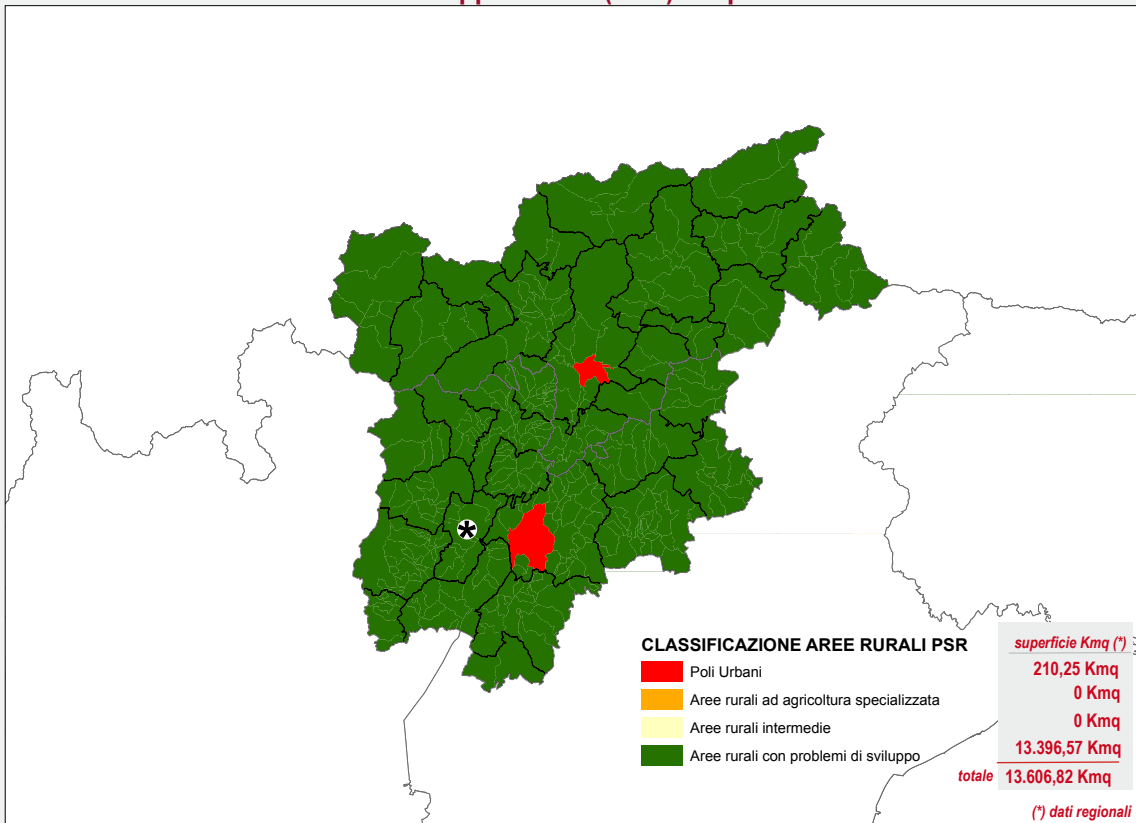 CLASSIFICAZIONE AREE RURALI PSR
superficie Kmq (*)
Poli Urbani
210,25 Kmq
Aree rurali ad agricoltura specializzata
0 Kmq
Aree rurali intermedie
0 Kmq
Aree rurali con problemi di sviluppo
13.396,57 Kmq
totale 13.606,82 Kmq
(*) dati regionali